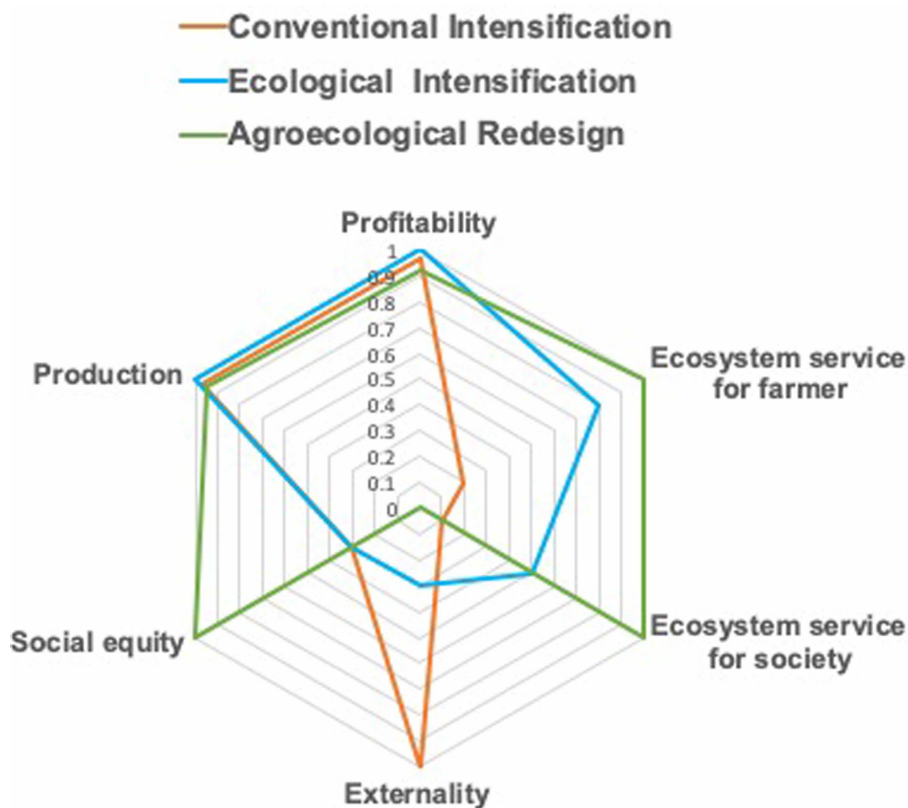 Conventional Intensification
Ecological Intensification
Agroecological Redesign
Profitability
1
0.9
0.8
0.7
0.6
0.5
0.4
0.3
0.2
0.1
0
Ecosystem service
for farmer
Production
Social equity
Ecosystem service
for society
Externality